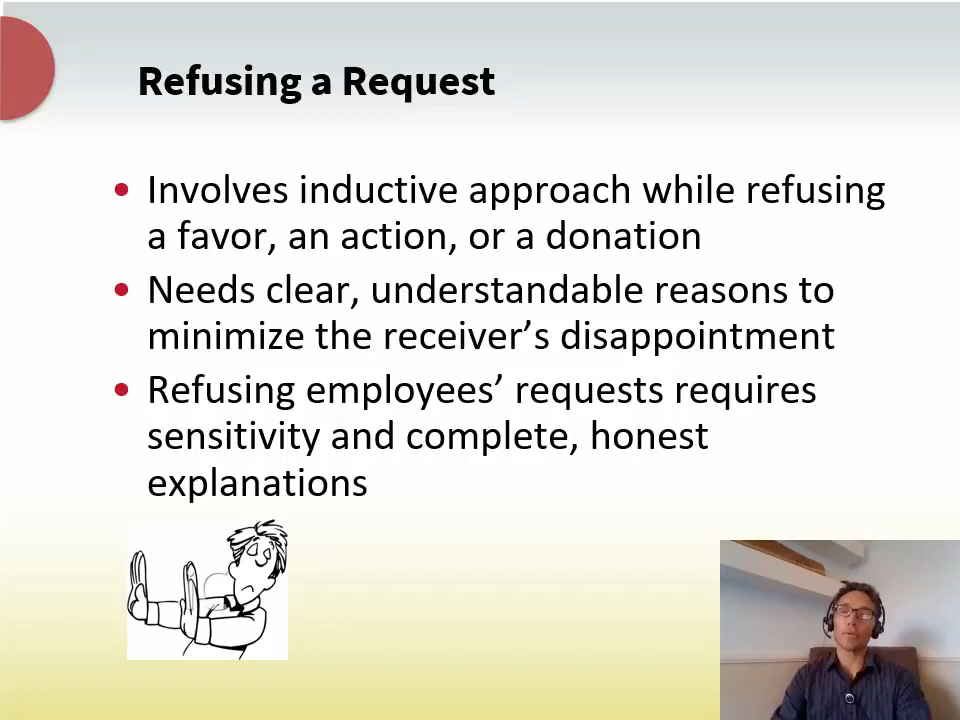 Refusing a Request
• Involves inductive approach while refusing
a favor, an action, or a donation
• Needs clear, understandable reasons to
minimize the receiver’s disappointment
• Refusing employees’ requests requires
sensitivity and complete, honest
explanations